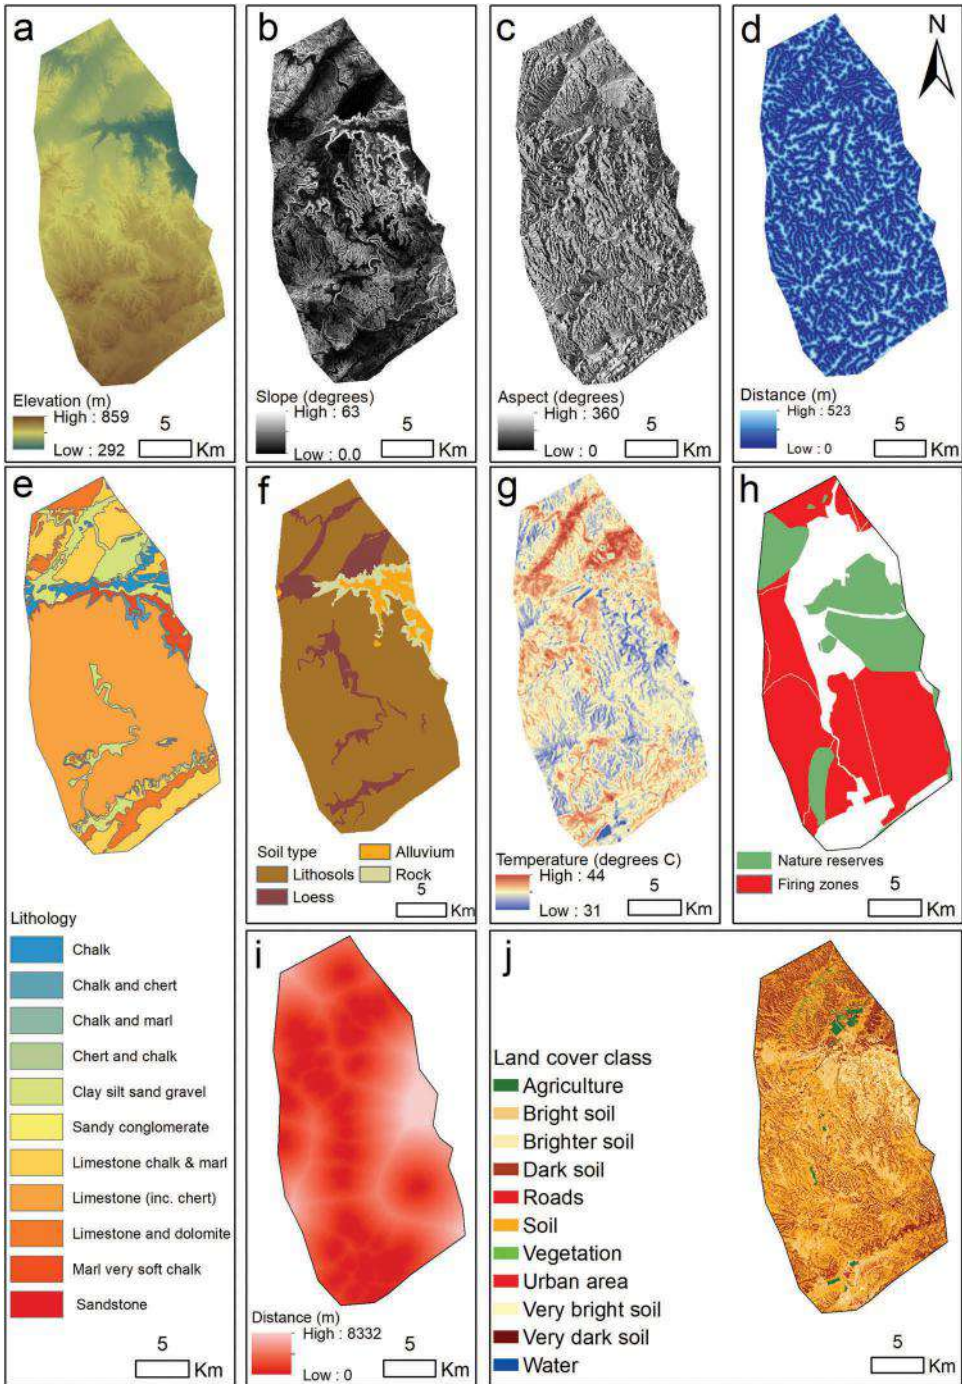 a
b
c
d
N
Elevation (m)
High : 859
Low : 292
5
Km
Slope (degrees)
High : 63
Low : 0.0
5
Km
Aspect (degrees)
High : 360
Low : 0
5
Km
Distance (m)
High : 523
Low : 0
5
Km
e
f
g
h
Soil type
Lithosols
Loess
Alluvium
Rock
5
Km
Temperature (degrees C)
High : 44
Low : 31
5
Km
Nature reserves
Firing zones
5
Km
Lithology
Chalk
Chalk and chert
Chalk and marl
Chert and chalk
Clay silt sand gravel
Sandy conglomerate
Limestone chalk & marl
Limestone (inc. chert)
Limestone and dolomite
Marl very soft chalk
Sandstone
5
Km
i
Distance (m)
High : 8332
Low : 0
5
Km
j
Land cover class
Agriculture
Bright soil
Brighter soil
Dark soil
Roads
Soil
Vegetation
Urban area
Very bright soil
Very dark soil
Water
5
Km